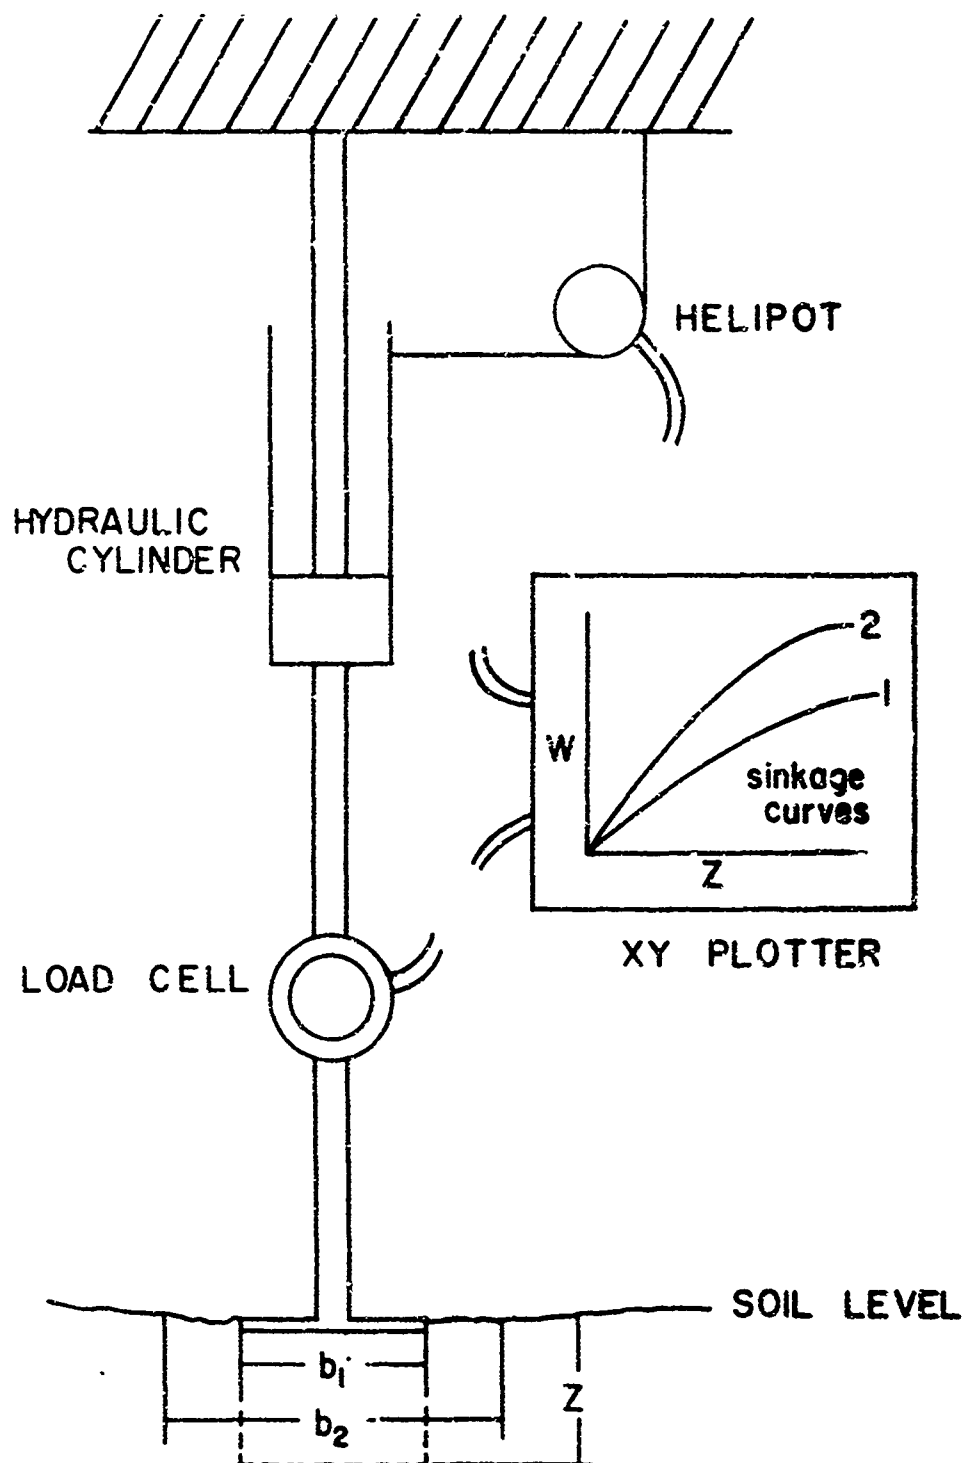 HELIPOT
HYDRAULIC
CYLINDER
2
1
W
sinkage
curves
Z
XY PLOTTER
LOAD CELL
SOIL LEVEL
b₁
Z
b₂